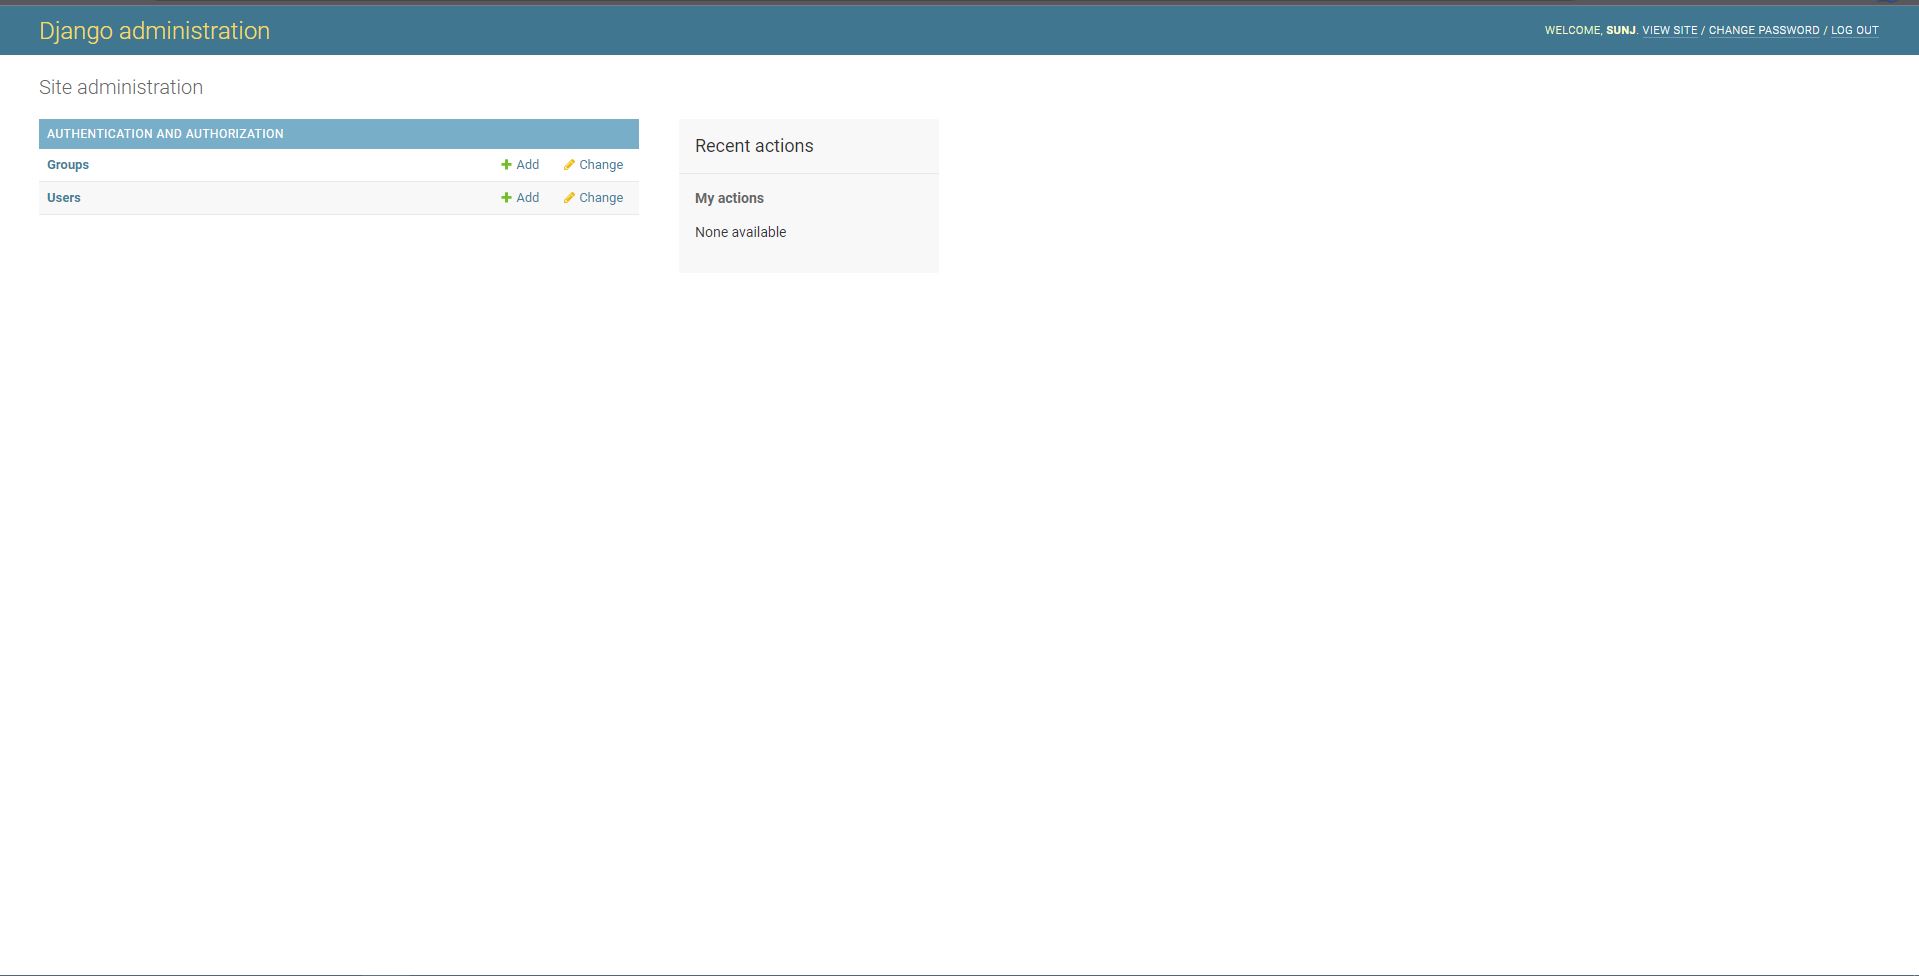 Django administration
WELCOME, SUNJ. VIEW SITE / CHANGE PASSWORD / LOG OUT
Site administration
AUTHENTICATION AND AUTHORIZATION
Groups Add Change
Users Add Change
Recent actions
My actions
None available